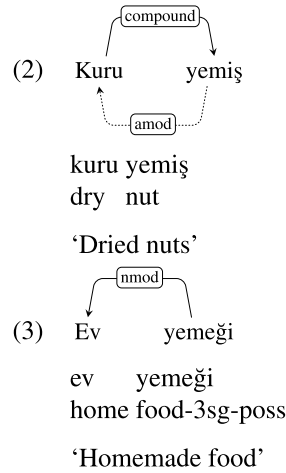 compound
(2) Kuru yemiş
amod
kuru yemiş
dry nut
‘Dried nuts’
nmod
(3) Ev yemeği
ev yemeği
home food-3sg-poss
‘Homemade food’